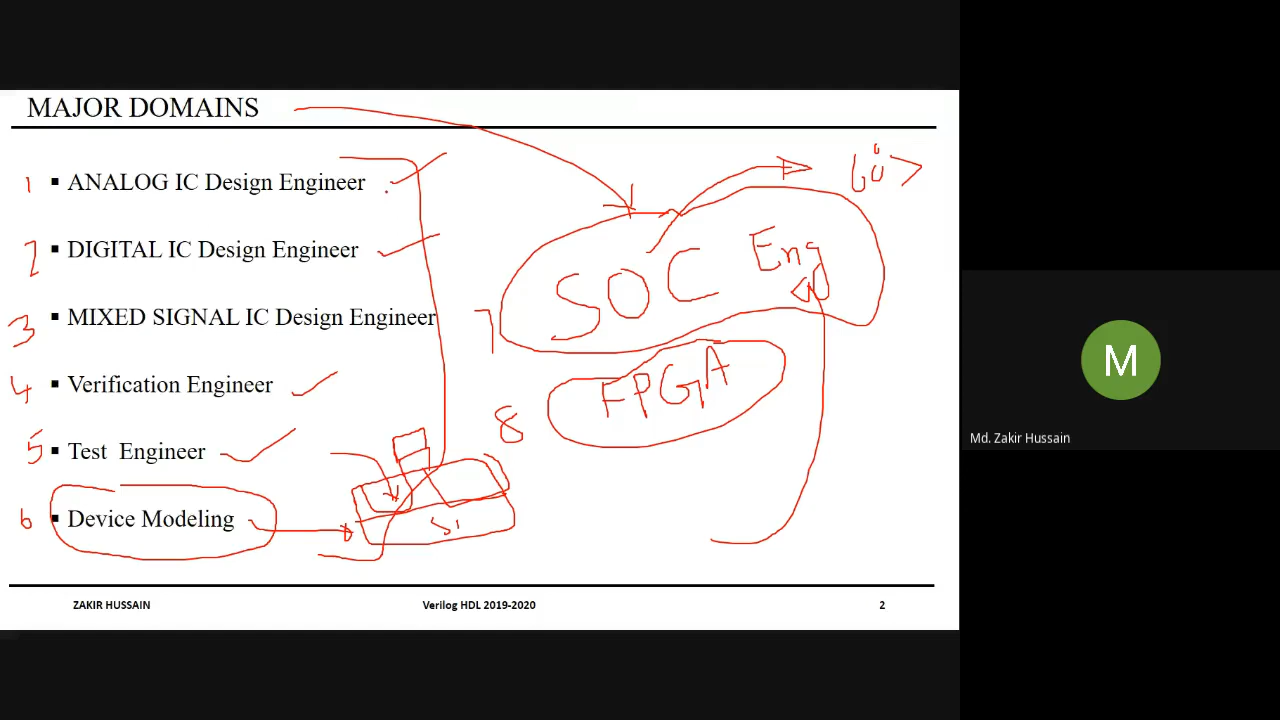 MAJOR DOMAINS
1 ▪ ANALOG IC Design Engineer
2 ▪ DIGITAL IC Design Engineer
3 ▪ MIXED SIGNAL IC Design Engineer
4 ▪ Verification Engineer
5 ▪ Test Engineer
6 ▪ Device Modeling
7 SOC Eng
8 FPGA
ZAKIR HUSSAIN Verilog HDL 2019-2020 2
M
Md. Zakir Hussain